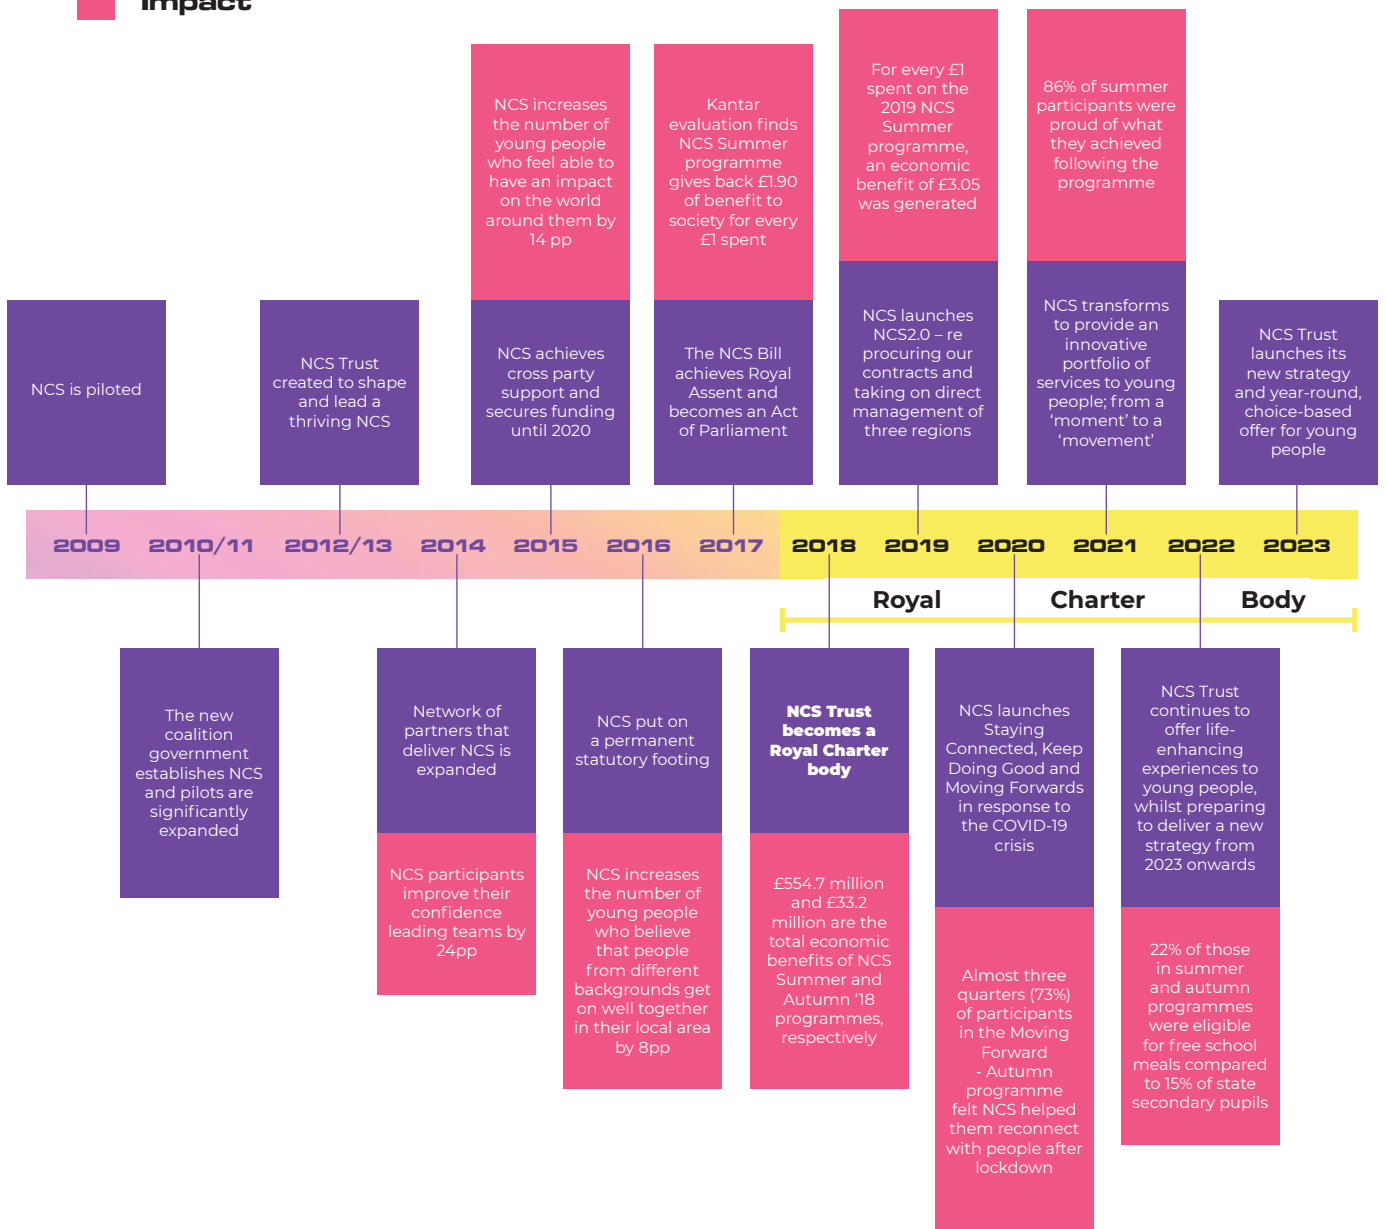 Impact
NCS increases
the number of
young people
who feel able to
have an impact
on the world
around them by
14 pp
Kantar
evaluation finds
NCS Summer
programme
gives back £1.90
of benefit to
society for every
£1 spent
For every £1
spent on the
2019 NCS
Summer
programme,
an economic
benefit of £3.05
was generated
86% of summer
participants were
proud of what
they achieved
following the
programme
NCS is piloted
NCS Trust
created to shape
and lead a
thriving NCS
NCS achieves
cross party
support and
secures funding
until 2020
The NCS Bill
achieves Royal
Assent and
becomes an Act
of Parliament
NCS launches
NCS2.0 – re
procuring our
contracts and
taking on direct
management of
three regions
NCS transforms
to provide an
innovative
portfolio of
services to young
people; from a
‘moment’ to a
‘movement’
NCS Trust
launches its
new strategy
and year-round,
choice-based
offer for young
people
2009 2010/11 2012/13 2014 2015 2016 2017 2018 2019 2020 2021 2022 2023
Royal Charter Body
The new
coalition
government
establishes NCS
and pilots are
significantly
expanded
Network of
partners that
deliver NCS is
expanded
NCS participants
improve their
confidence
leading teams by
24pp
NCS put on
a permanent
statutory footing
NCS increases
the number of
young people
who believe
that people
from different
backgrounds get
on well together
in their local area
by 8pp
NCS Trust
becomes a
Royal Charter
body
£554.7 million
and £33.2
million are the
total economic
benefits of NCS
Summer and
Autumn ‘18
programmes,
respectively
NCS launches
Staying
Connected, Keep
Doing Good and
Moving Forwards
in response to
the COVID-19
crisis
Almost three
quarters (73%)
of participants
in the Moving
Forward
- Autumn
programme
felt NCS helped
them reconnect
with people after
lockdown
NCS Trust
continues to
offer life-
enhancing
experiences to
young people,
whilst preparing
to deliver a new
strategy from
2023 onwards
22% of those
in summer
and autumn
programmes
were eligible
for free school
meals compared
to 15% of state
secondary pupils